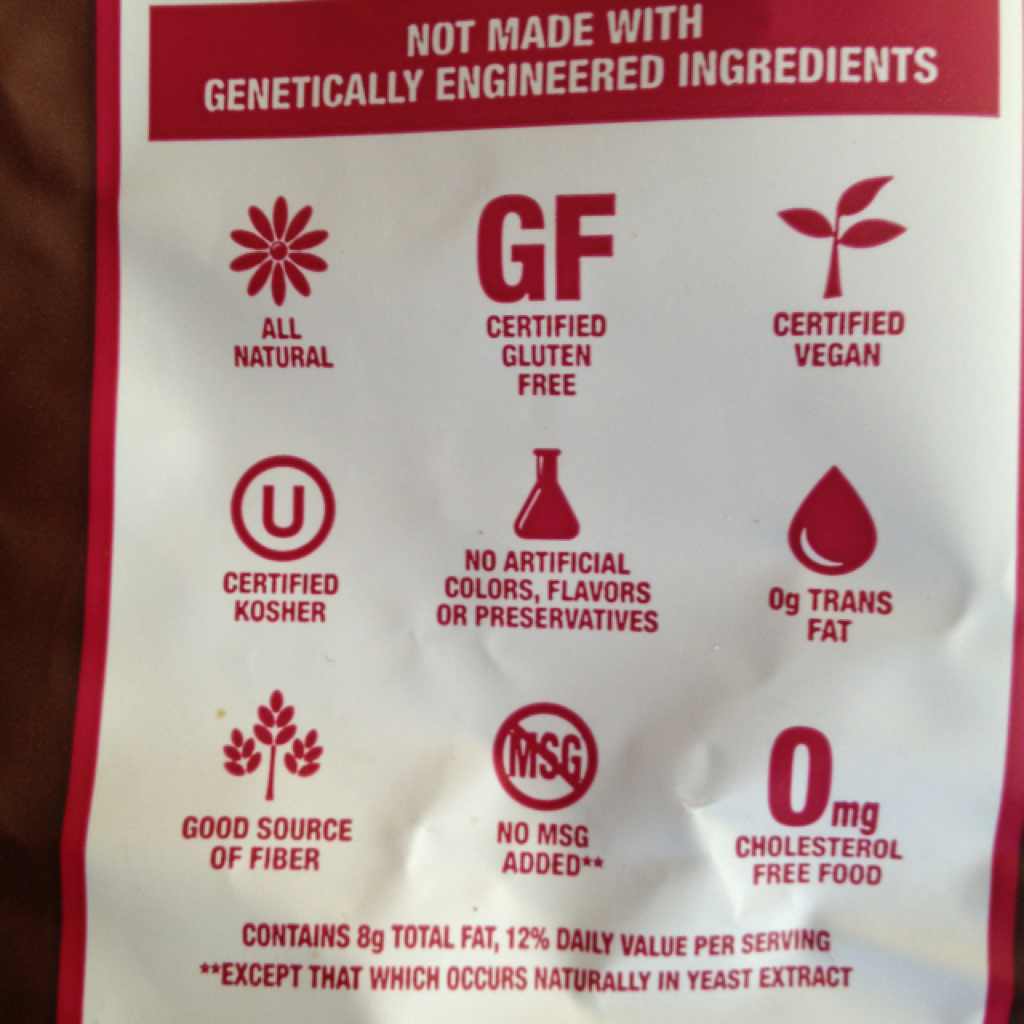 NOT MADE WITH
GENETICALLY ENGINEERED INGREDIENTS
ALL
NATURAL
GF
CERTIFIED
GLUTEN
FREE
CERTIFIED
VEGAN
U
CERTIFIED
KOSHER
NO ARTIFICIAL
COLORS, FLAVORS
OR PRESERVATIVES
0g TRANS
FAT
GOOD SOURCE
OF FIBER
MSG
NO MSG
ADDED**
0mg
CHOLESTEROL
FREE FOOD
CONTAINS 8g TOTAL FAT, 12% DAILY VALUE PER SERVING
**EXCEPT THAT WHICH OCCURS NATURALLY IN YEAST EXTRACT